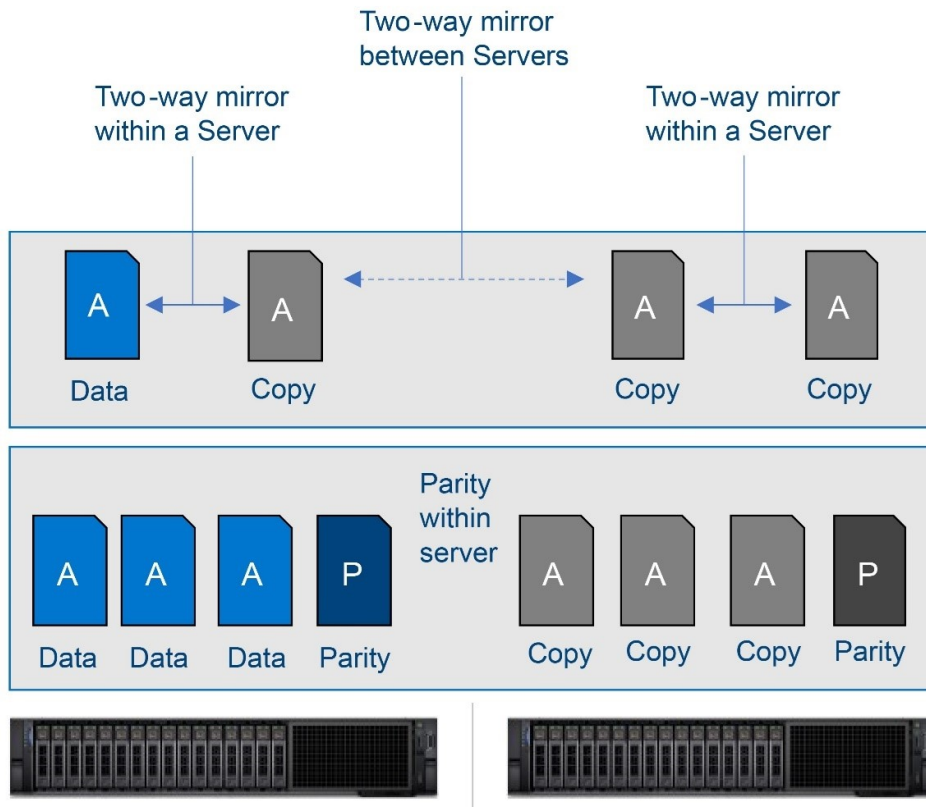 Two-way mirror
between Servers
Two-way mirror
within a Server
Two-way mirror
within a Server
A
A
A
A
Data
Copy
Copy
Copy
Parity
within
server
A
A
A
P
A
A
A
P
Data
Data
Data
Parity
Copy
Copy
Copy
Parity